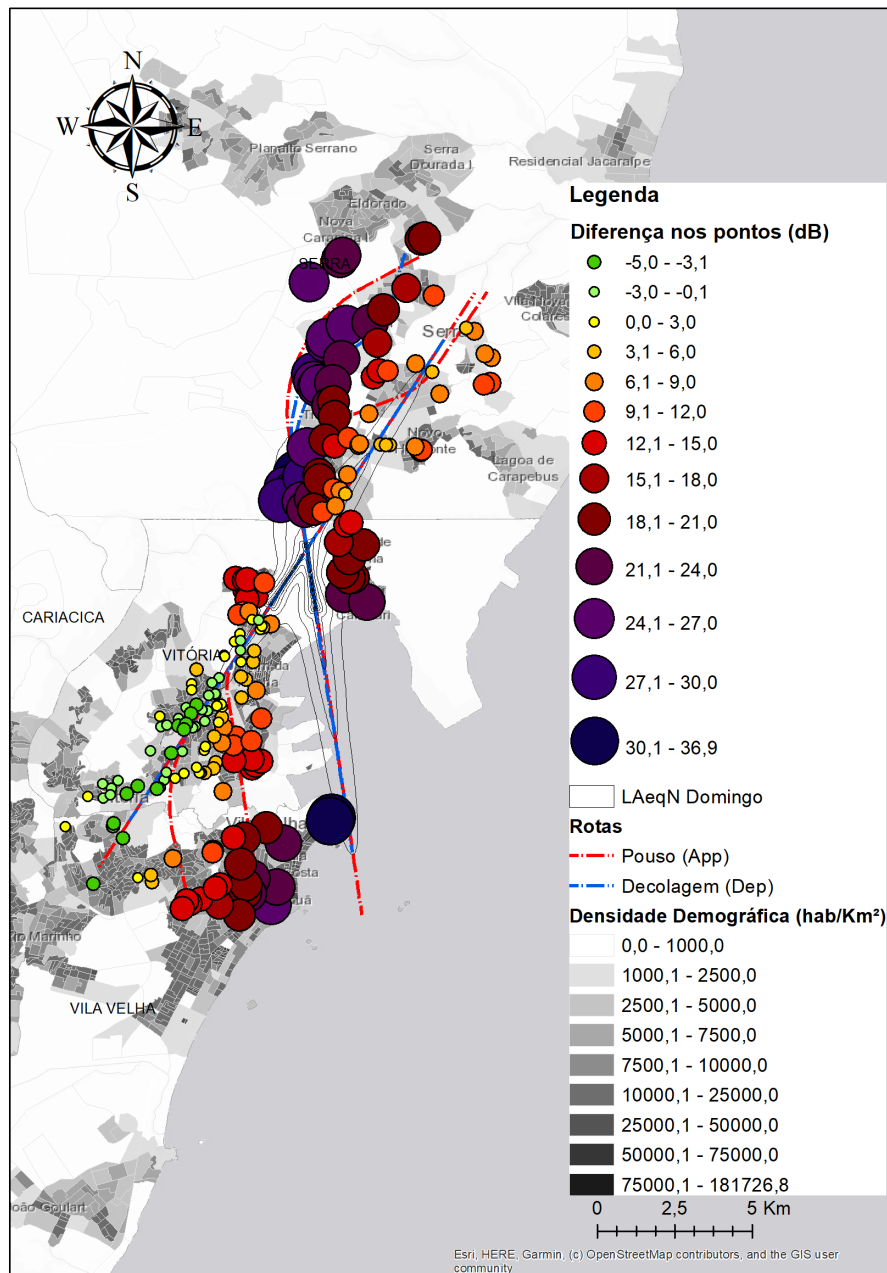 N
W E
S
Planalto Serrano
Serra
Dourada I
Residencial Jacaraípe
Eldorado
Nova
SERRA
Legenda
Diferença nos pontos (dB)
-5,0 - -3,1
-3,0 - -0,1
0,0 - 3,0
3,1 - 6,0
6,1 - 9,0
9,1 - 12,0
12,1 - 15,0
15,1 - 18,0
18,1 - 21,0
21,1 - 24,0
24,1 - 27,0
27,1 - 30,0
30,1 - 36,9
LAeqN Domingo
Rotas
Pouso (App)
Decolagem (Dep)
Densidade Demográfica (hab/Km²)
0,0 - 1000,0
1000,1 - 2500,0
2500,1 - 5000,0
5000,1 - 7500,0
7500,1 - 10000,0
10000,1 - 25000,0
25000,1 - 50000,0
50000,1 - 75000,0
75000,1 - 181726,8
0 2,5 5 Km
Lagoa de
Carapebus
CARIACICA
VITÓRIA
VILA VELHA
Esri, HERE, Garmin, (c) OpenStreetMap contributors, and the GIS user
community